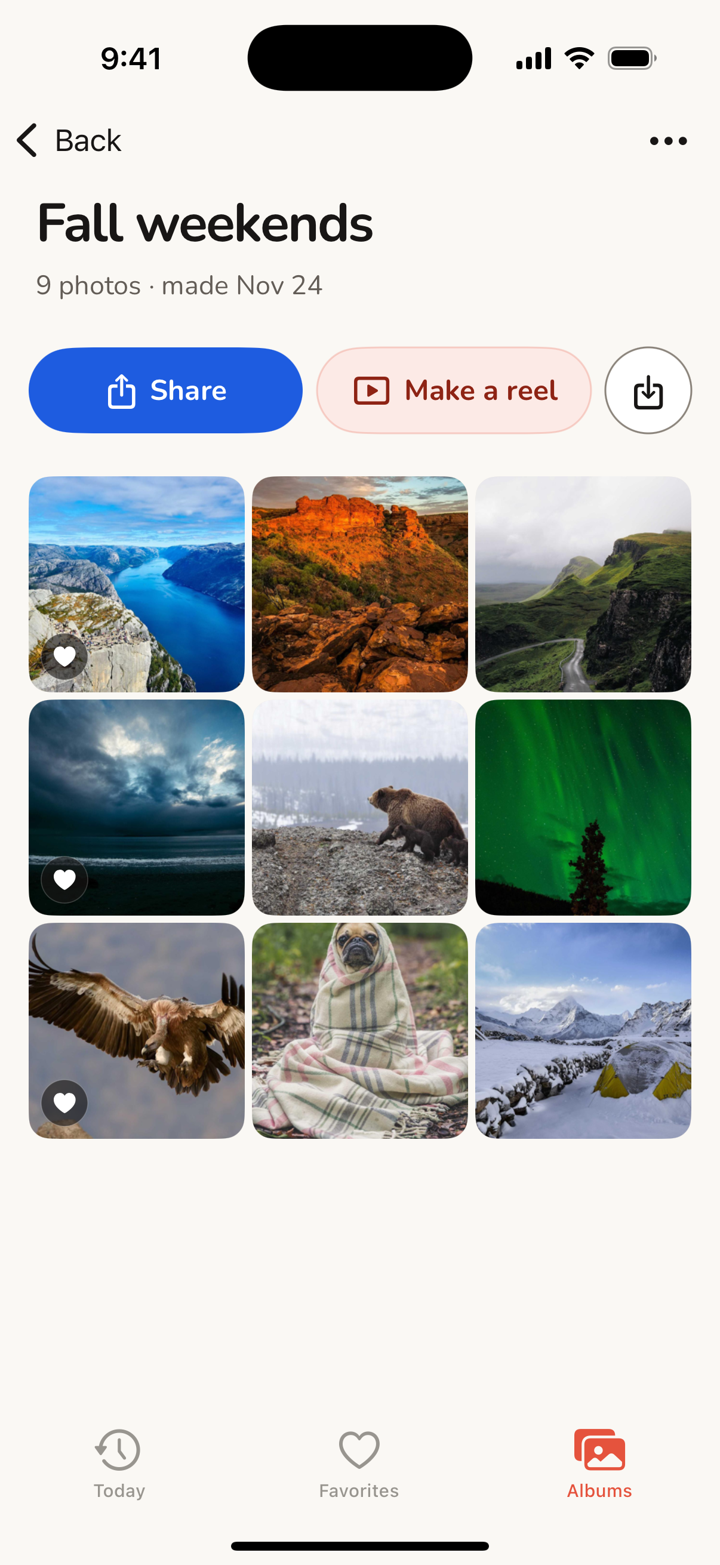 9:41
Back
Fall weekends
9 photos · made Nov 24
Share
Make a reel
Today
Favorites
Albums